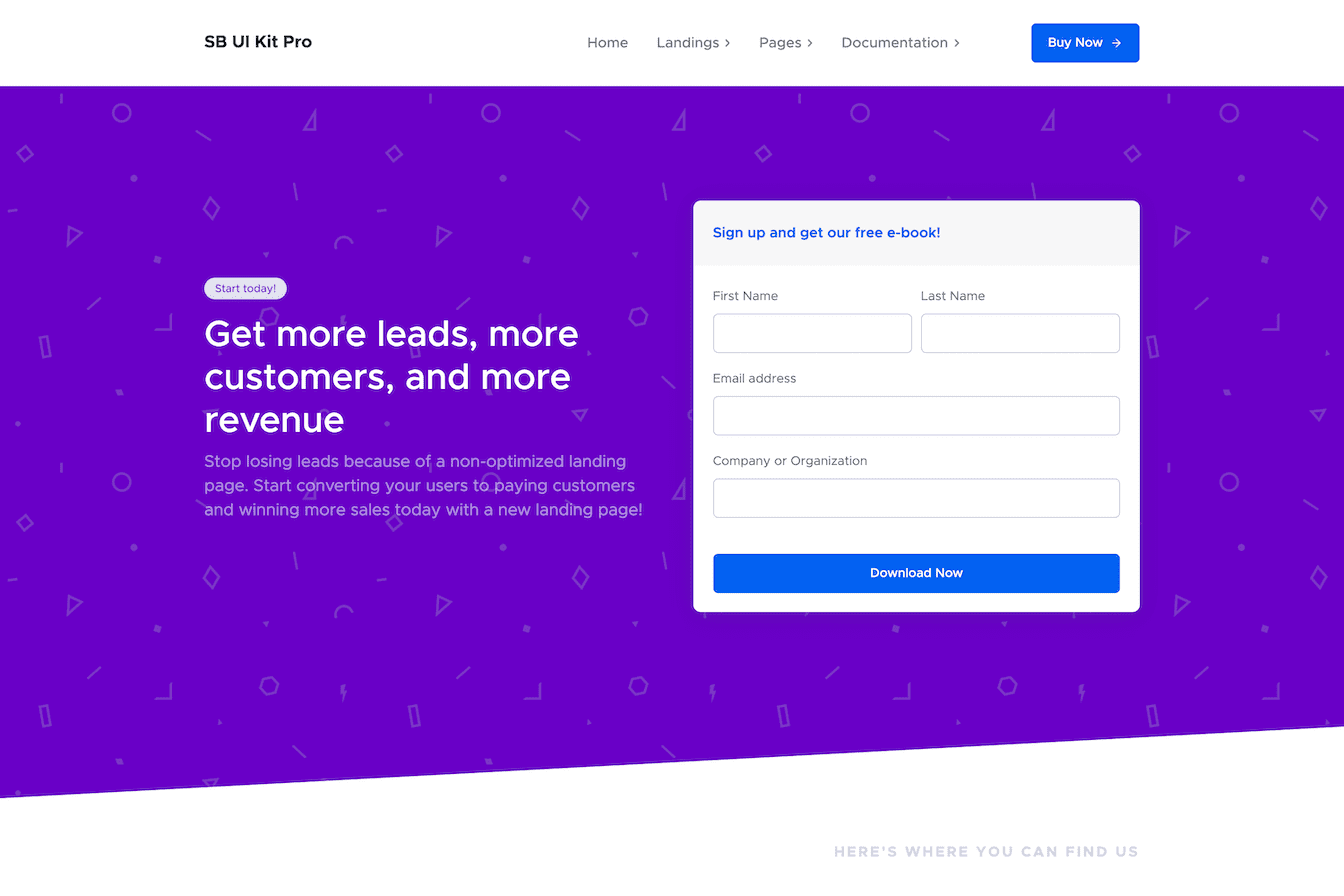 SB UI Kit Pro
Home
Landings
Pages
Documentation
Buy Now
Start today!
Get more leads, more
customers, and more
revenue
Stop losing leads because of a non-optimized landing
page. Start converting your users to paying customers
and winning more sales today with a new landing page!
Sign up and get our free e-book!
First Name
Last Name
Email address
Company or Organization
Download Now
HERE'S WHERE YOU CAN FIND US